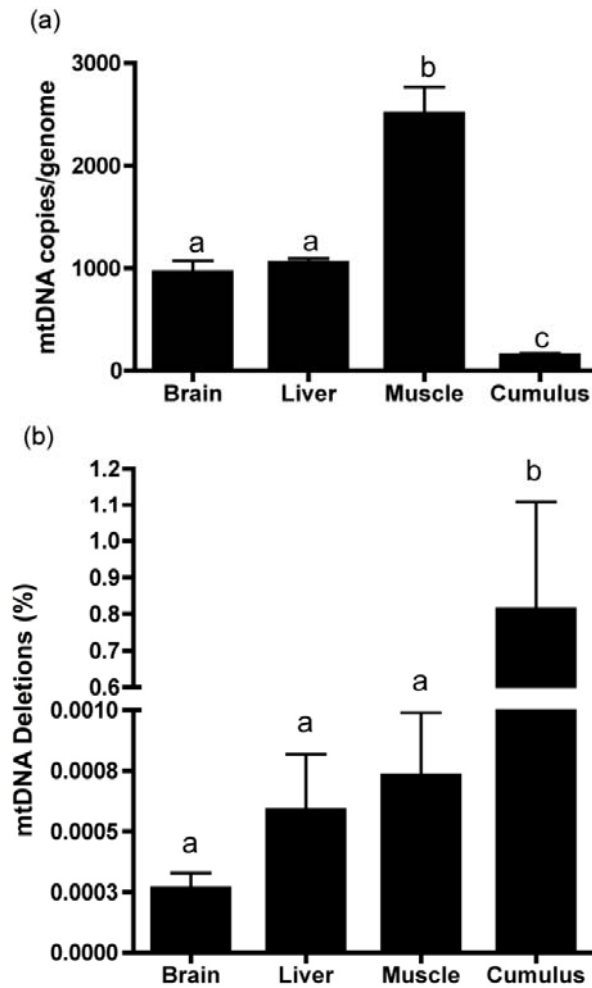 (a)
mtDNA copies/genome
3000
2000
1000
0
a
a
b
c
Brain Liver Muscle Cumulus
(b)
mtDNA Deletions (%)
1.2
1.1
1.0
0.9
0.8
0.7
0.6
0.0010
0.0008
0.0005
0.0003
0.0000
a
a
a
b
Brain Liver Muscle Cumulus